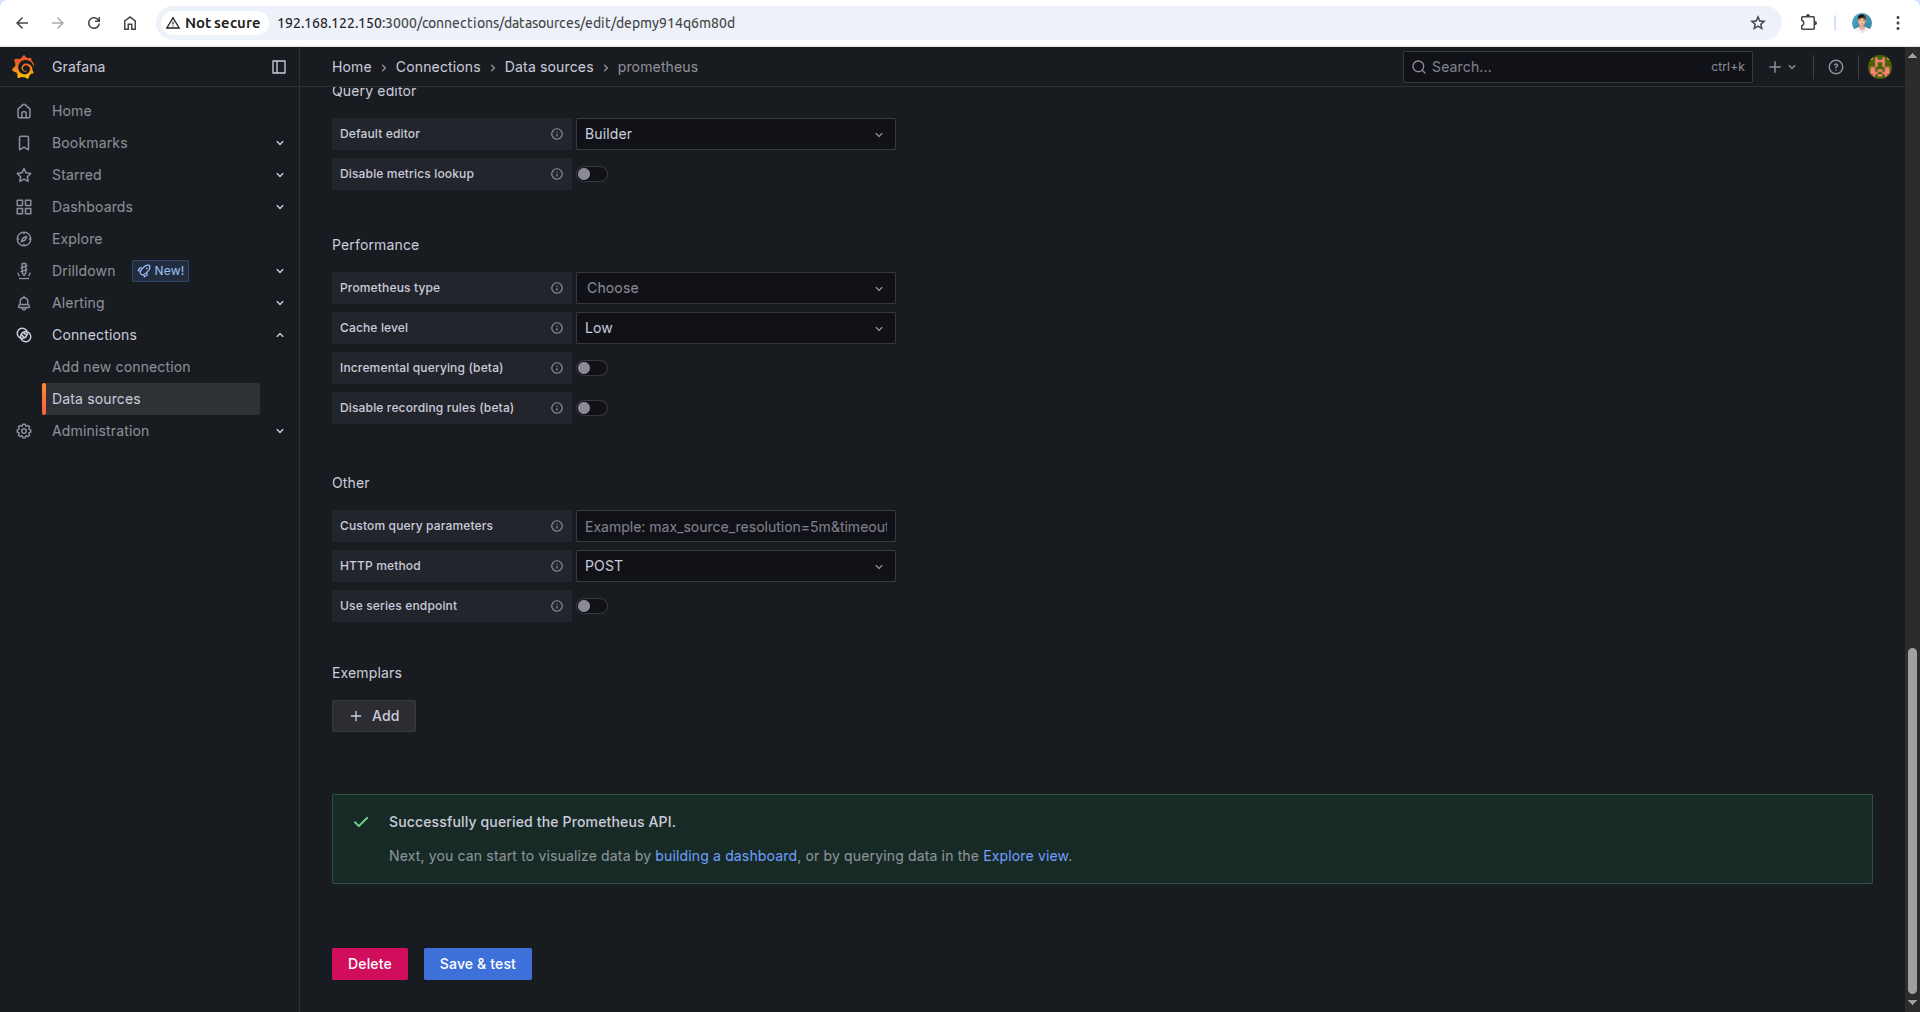 Not secure 192.168.122.150:3000/connections/datasources/edit/depmy914q6m80d
Grafana
Home › Connections › Data sources › prometheus
Search... ctrl+k
Home
Bookmarks
Starred
Dashboards
Explore
Drilldown New!
Alerting
Connections
Add new connection
Data sources
Administration
Query editor
Default editor Builder
Disable metrics lookup
Performance
Prometheus type Choose
Cache level Low
Incremental querying (beta)
Disable recording rules (beta)
Other
Custom query parameters Example: max_source_resolution=5m&timeout
HTTP method POST
Use series endpoint
Exemplars
Add
Successfully queried the Prometheus API.
Next, you can start to visualize data by building a dashboard, or by querying data in the Explore view.
Delete Save & test